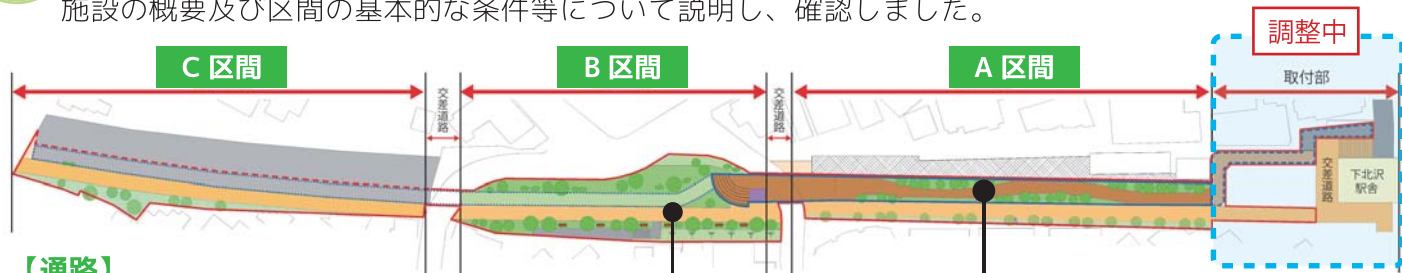 施設の概要及び区間の基本的な条件等について説明し、確認しました。
調整中
C 区間
B 区間
A 区間
取付部
交差道路
交差道路
交差道路
下北沢
駅舎
【通路】